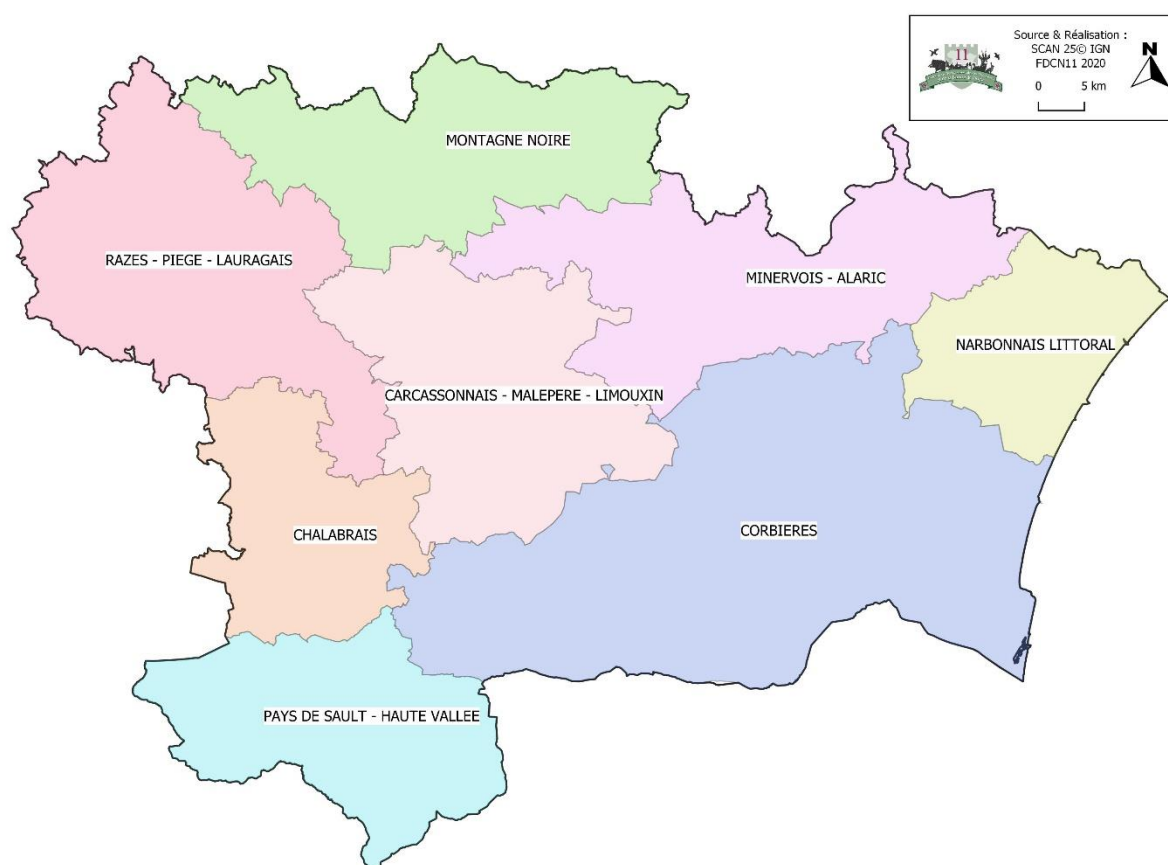 Source & Réalisation :
SCAN 25© IGN
FDCN11 2020
N
0 5 km
11
MONTAGNE NOIRE
RAZES - PIEGE - LAURAGAIS
MINERVOIS - ALARIC
NARBONNAIS LITTORAL
CARCASSONNAIS - MALEPERE - LIMOUXIN
CHALABRAIS
CORBIERES
PAYS DE SAULT - HAUTE VALLEE